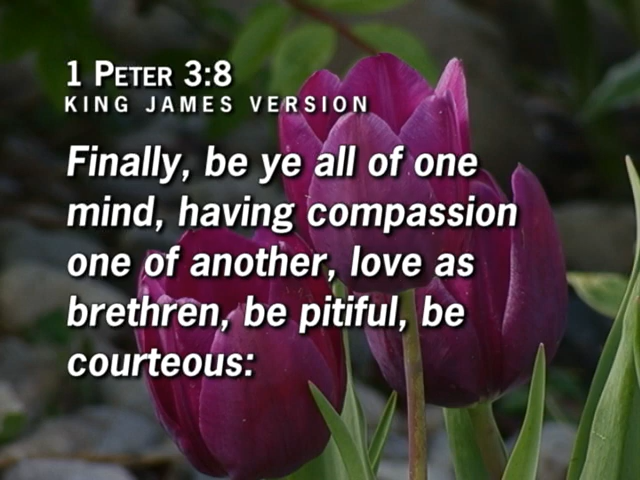 1 PETER 3:8
KING JAMES VERSION
Finally, be ye all of one
mind, having compassion
one of another, love as
brethren, be pitiful, be
courteous: